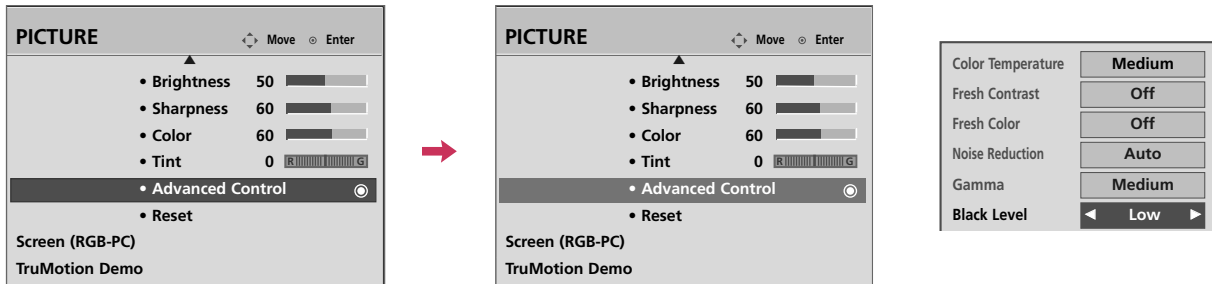 PICTURE Move Enter
• Brightness 50
• Sharpness 60
• Color 60
• Tint 0 R G
• Advanced Control
• Reset
Screen (RGB-PC)
TruMotion Demo
PICTURE Move Enter
• Brightness 50
• Sharpness 60
• Color 60
• Tint 0 R G
• Advanced Control
• Reset
Screen (RGB-PC)
TruMotion Demo
Color Temperature Medium
Fresh Contrast Off
Fresh Color Off
Noise Reduction Auto
Gamma Medium
Black Level ◀ Low ▶